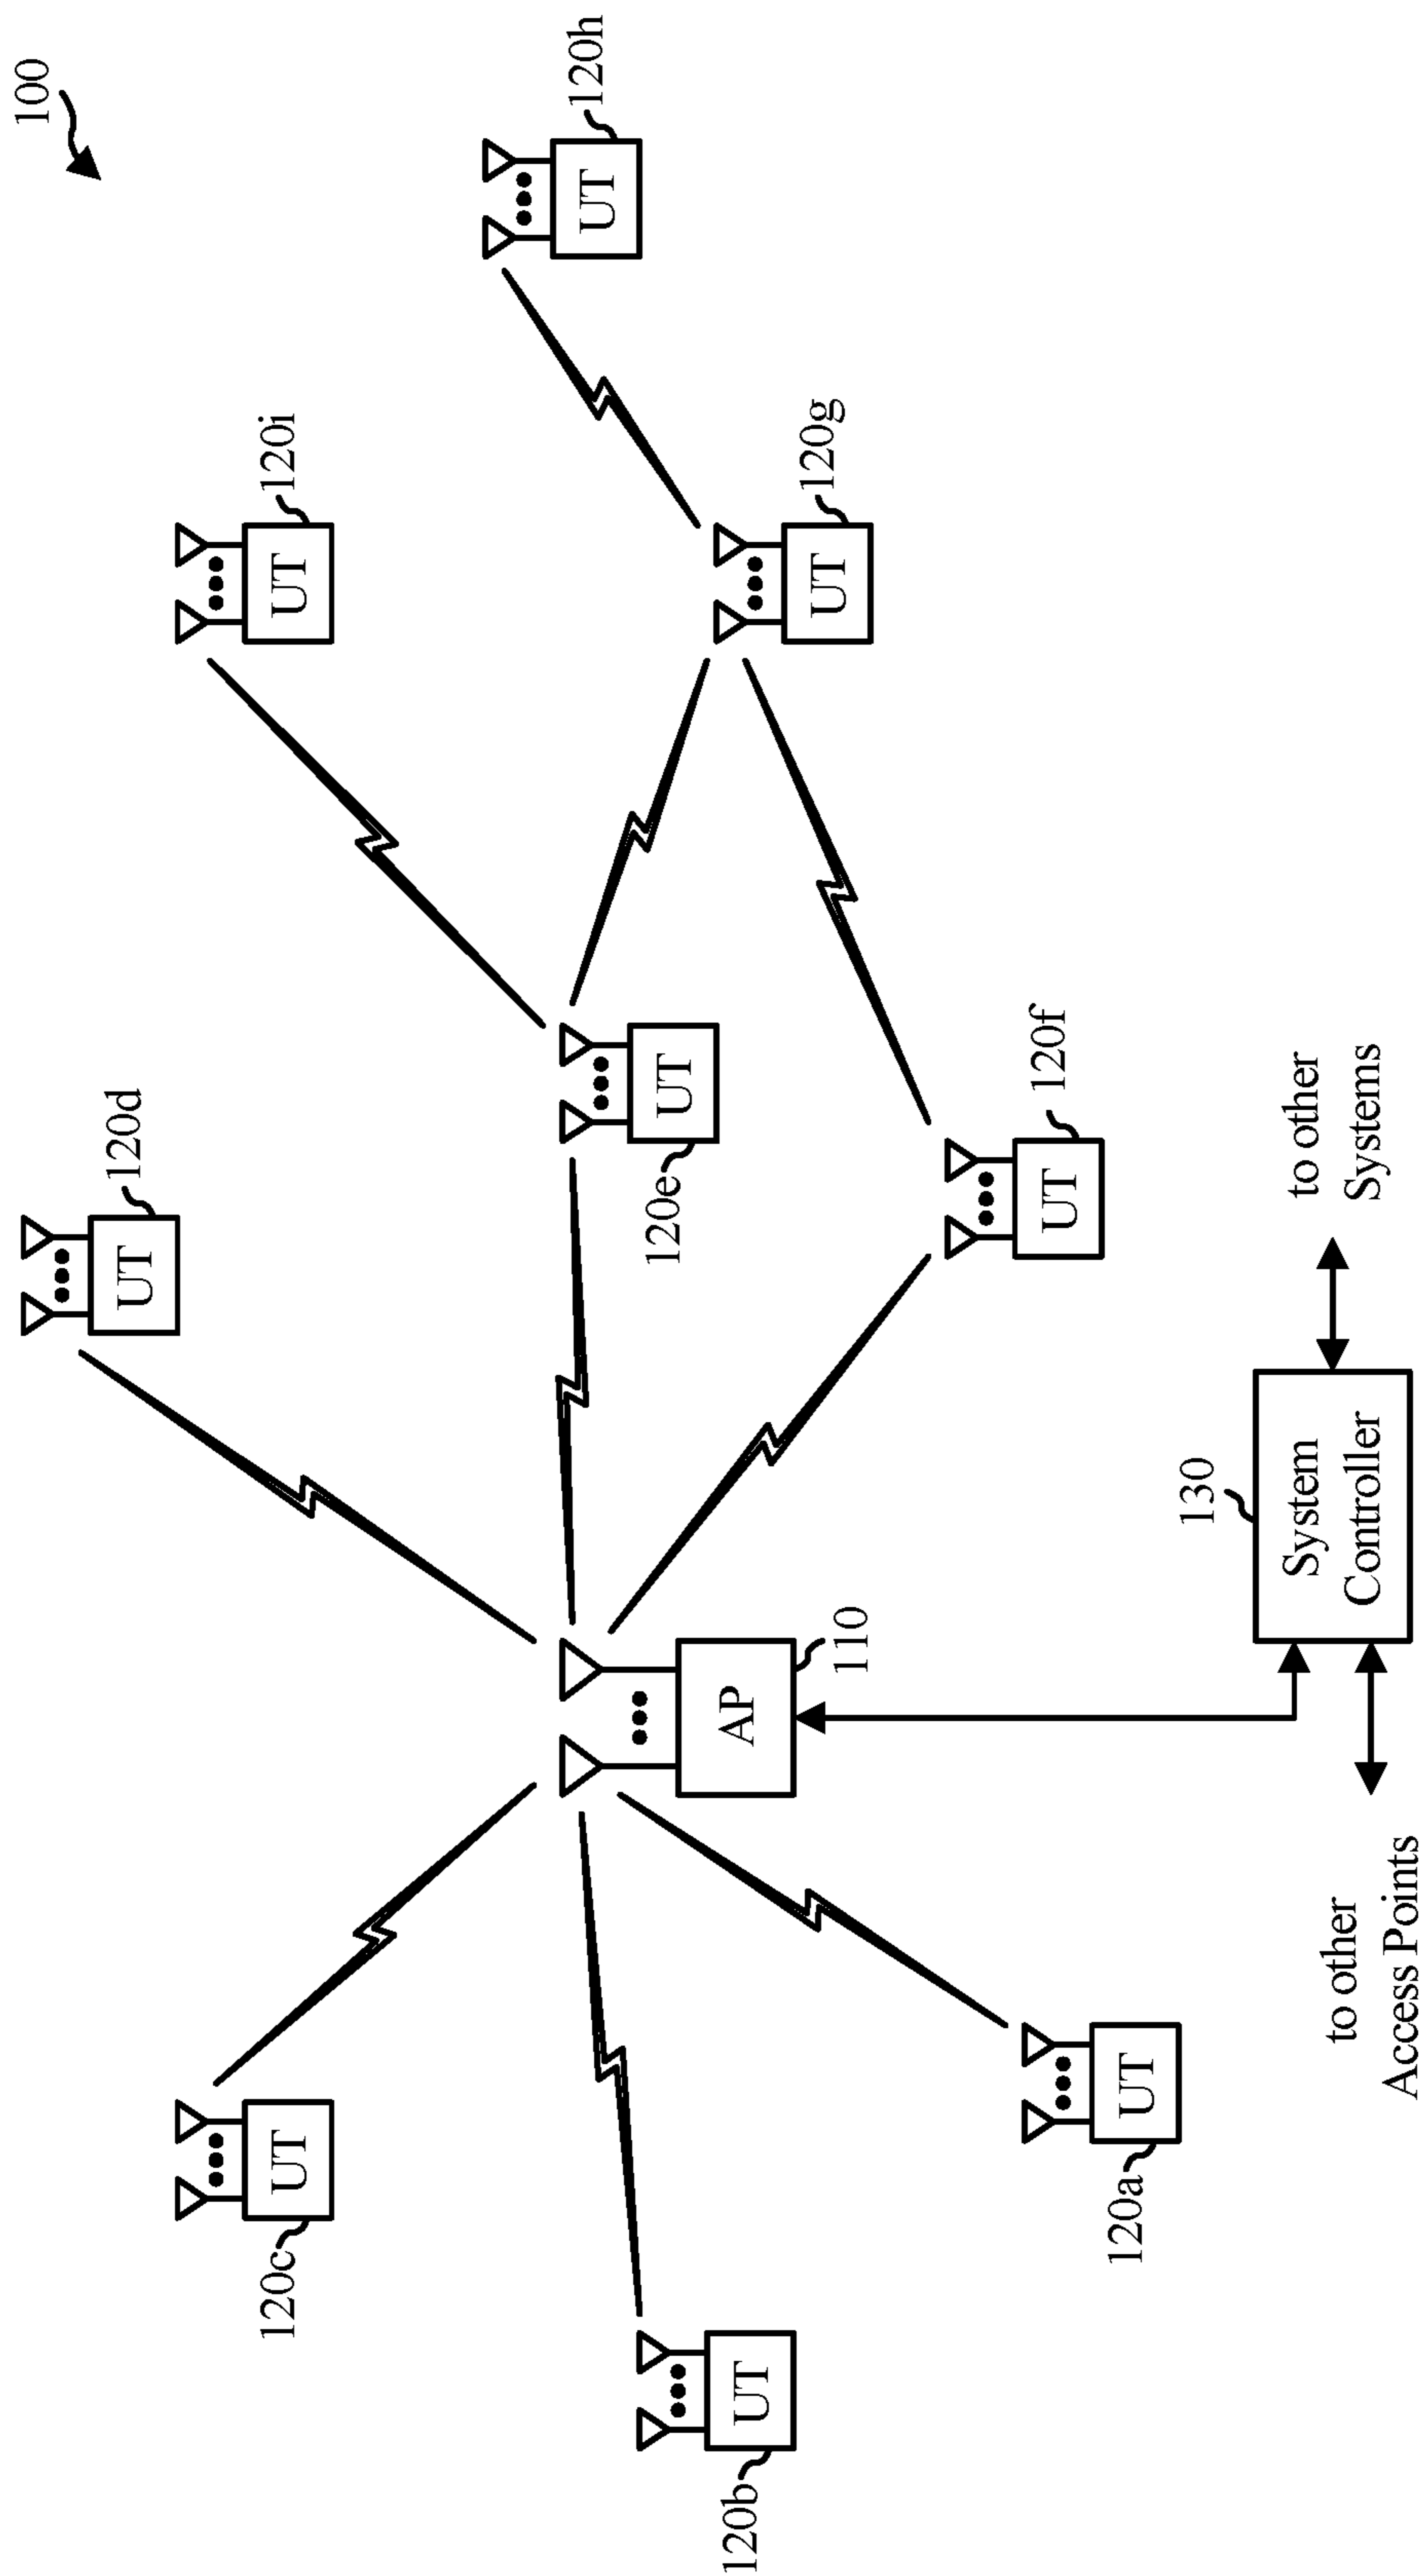 100
120d
UT
120i
UT
120h
UT
120c
UT
120e
UT
120g
UT
120b
UT
AP
110
120f
UT
120a
UT
130
System
Controller
to other
Systems
to other
Access Points